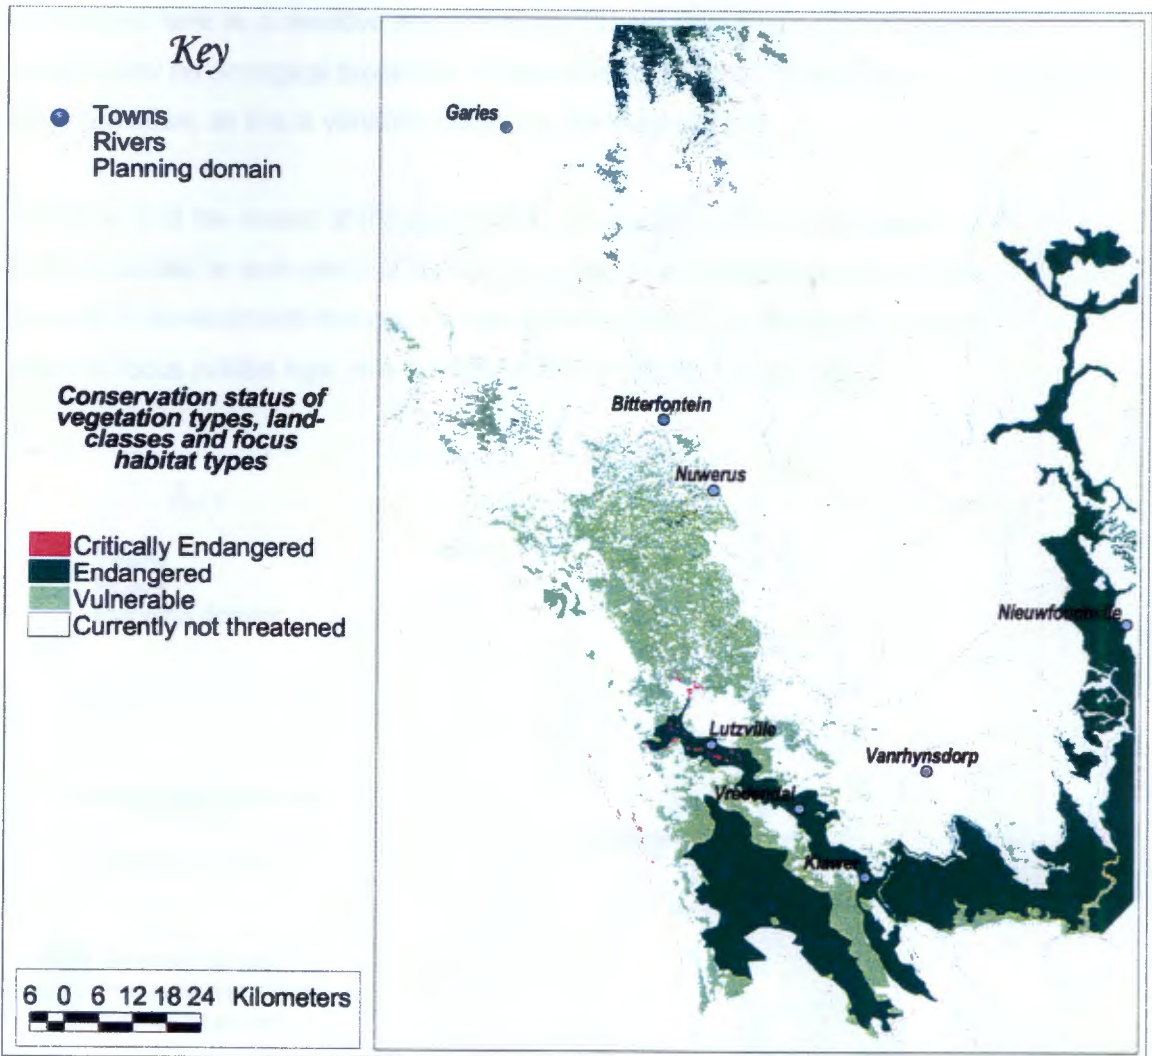 Key
Towns
Rivers
Planning domain
Conservation status of
vegetation types, land-
classes and focus
habitat types
Critically Endangered
Endangered
Vulnerable
Currently not threatened
6 0 6 12 18 24 Kilometers
Garies
Bitterfontein
Nuwerus
Lutzville
Vanrhynsdorp
Vredendal
Klawer